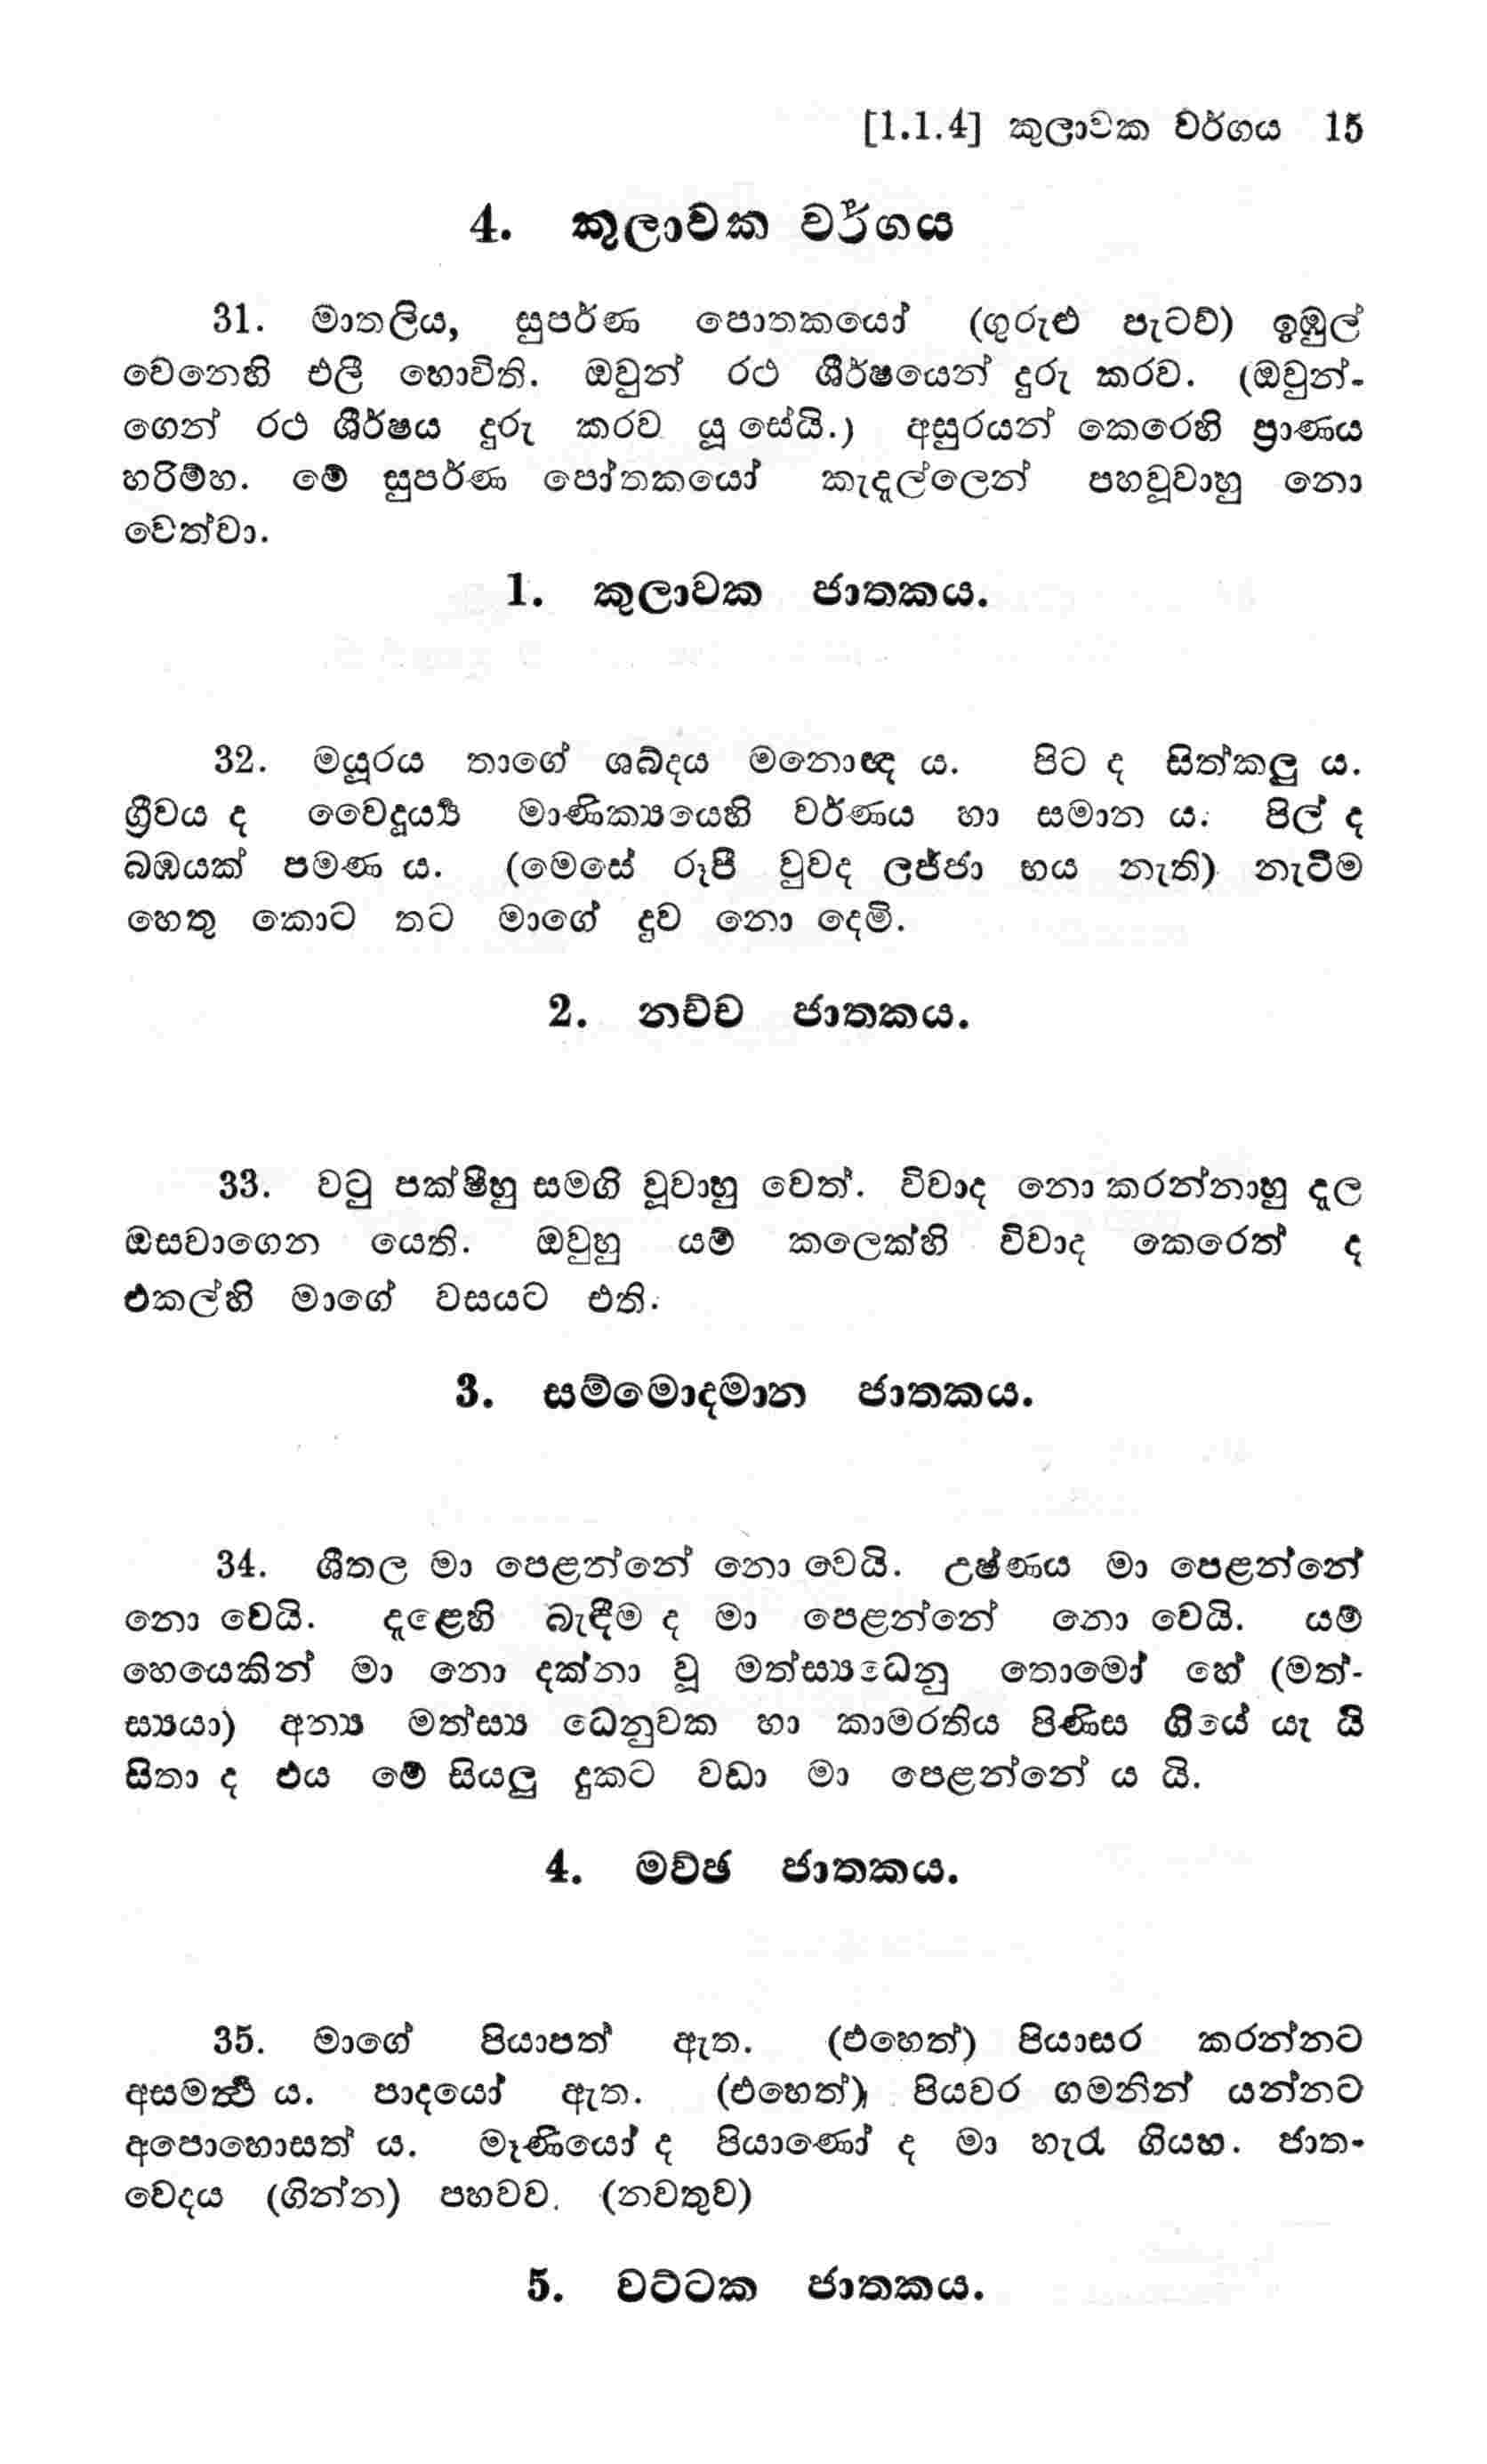 [1.1.4] කුලාවක වර්ගය 15
4. කුලාවක වර්ගය
31. මාතලිය, සුපර්ණ පොතකයෝ (ගුරුළු පැටව්) ඉඹුල්
වෙනෙහි එලී හොවිති. ඔවුන් රථ ශීර්ෂයෙන් දුරු කරව. (ඔවුන්-
ගෙන් රථ ශීර්ෂය දුරු කරව යූ සේයි.) අසුරයන් කෙරෙහි ප්‍රාණය
හරිම්හ. මේ සුපර්ණ පෝතකයෝ කැදැල්ලෙන් පහවූවාහු නො
වෙත්වා.
1. කුලාවක ජාතකය.
32. මයූරය තාගේ ශබ්දය මනොඥ ය. පිට ද සිත්කලු ය.
ග්‍රීවය ද වෛදූර්‍ය්‍ය මාණික්‍යයෙහි වර්ණය හා සමාන ය. පිල් ද
බඹයක් පමණ ය. (මෙසේ රූපී වුවද ලජ්ජා භය නැති) නැටීම
හෙතු කොට තට මාගේ දුව නො දෙමි.
2. නච්ච ජාතකය.
33. වටු පක්ෂීහු සමගි වූවාහු වෙත්. විවාද නො කරන්නාහු දැල
ඔසවාගෙන යෙති. ඔවුහු යම් කලෙක්හි විවාද කෙරෙත් ද
එකල්හි මාගේ වසයට එති.
3. සම්මොදමාන ජාතකය.
34. ශීතල මා පෙළන්නේ නො වෙයි. උෂ්ණය මා පෙළන්නේ
නො වෙයි. දැළෙහි බැඳීම ද මා පෙළන්නේ නො වෙයි. යම්
හෙයෙකින් මා නො දක්නා වූ මත්ස්‍යධෙනු තොමෝ හේ (මත්-
ස්‍යයා) අන්‍ය මත්ස්‍ය ධෙනුවක හා කාමරතිය පිණිස ගියේ යැ යි
සිතා ද එය මේ සියලු දුකට වඩා මා පෙළන්නේ ය යි.
4. මච්ඡ ජාතකය.
35. මාගේ පියාපත් ඇත. (එහෙත්) පියාසර කරන්නට
අසමර්‍ත්‍ථ ය. පාදයෝ ඇත. (එහෙත්) පියවර ගමනින් යන්නට
අපොහොසත් ය. මෑණියෝ ද පියාණෝ ද මා හැර ගියහ. ජාත-
වෙදය (ගින්න) පහවව. (නවතුව)
5. වට්ටක ජාතකය.